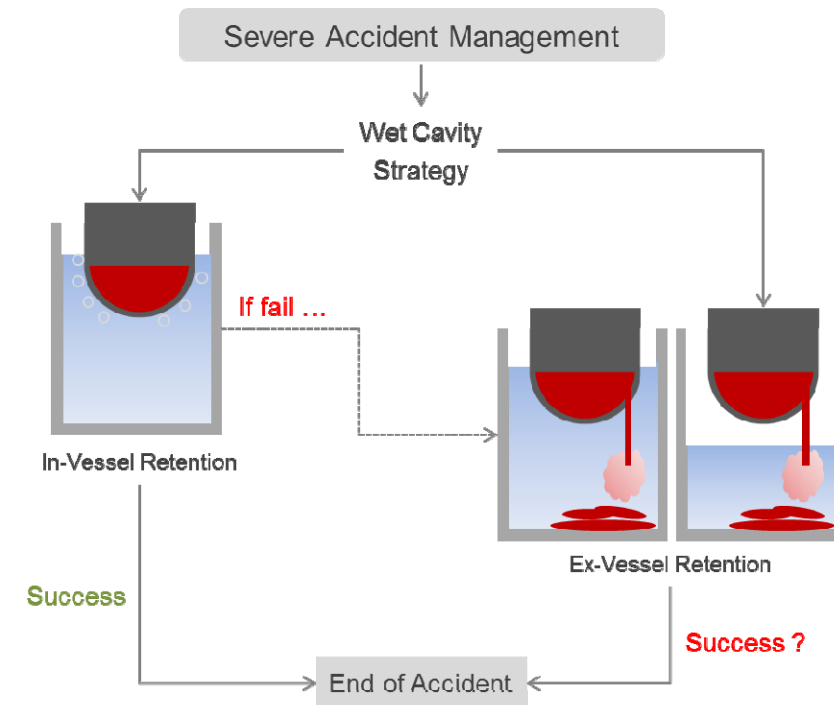 Severe Accident Management
Wet Cavity
Strategy
If fail ...
In-Vessel Retention
Ex-Vessel Retention
Success
Success ?
End of Accident